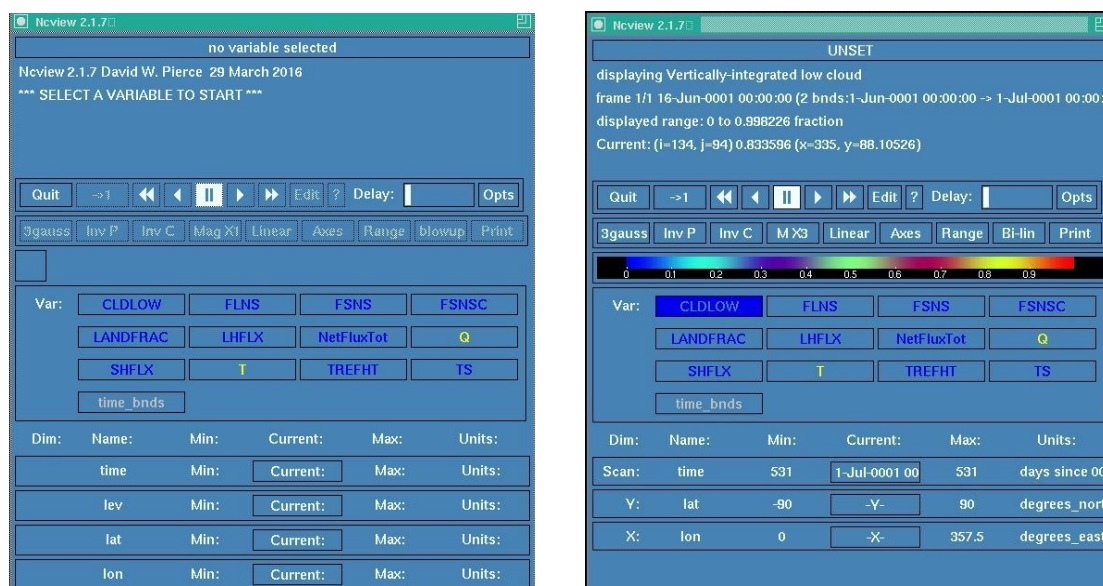 Ncview 2.1.7
no variable selected
Ncview 2.1.7 David W. Pierce 29 March 2016
*** SELECT A VARIABLE TO START ***
Quit ->1 Edit ? Delay: Opts
3gauss Inv P Inv C Mag X1 Linear Axes Range blowup Print
Var: CLDLOW FLNS FSNS FSNSC
LANDFRAC LHFLX NetFluxTot Q
SHFLX T TREFHT TS
time_bnds
Dim: Name: Min: Current: Max: Units:
time Min: Current: Max: Units:
lev Min: Current: Max: Units:
lat Min: Current: Max: Units:
lon Min: Current: Max: Units:
Ncview 2.1.7
UNSET
displaying Vertically-integrated low cloud
frame 1/1 16-Jun-0001 00:00:00 (2 bnds:1-Jun-0001 00:00:00 -> 1-Jul-0001 00:00:
displayed range: 0 to 0.998226 fraction
Current: (i=134, j=94) 0.833596 (x=335, y=88.10526)
Quit ->1 Edit ? Delay: Opts
3gauss Inv P Inv C M X3 Linear Axes Range Bi-lin Print
0 0.1 0.2 0.3 0.4 0.5 0.6 0.7 0.8 0.9
Var: CLDLOW FLNS FSNS FSNSC
LANDFRAC LHFLX NetFluxTot Q
SHFLX T TREFHT TS
time_bnds
Dim: Name: Min: Current: Max: Units:
Scan: time 531 1-Jul-0001 00 531 days since 00
Y: lat -90 -Y- 90 degrees_nort
X: lon 0 -X- 357.5 degrees_east